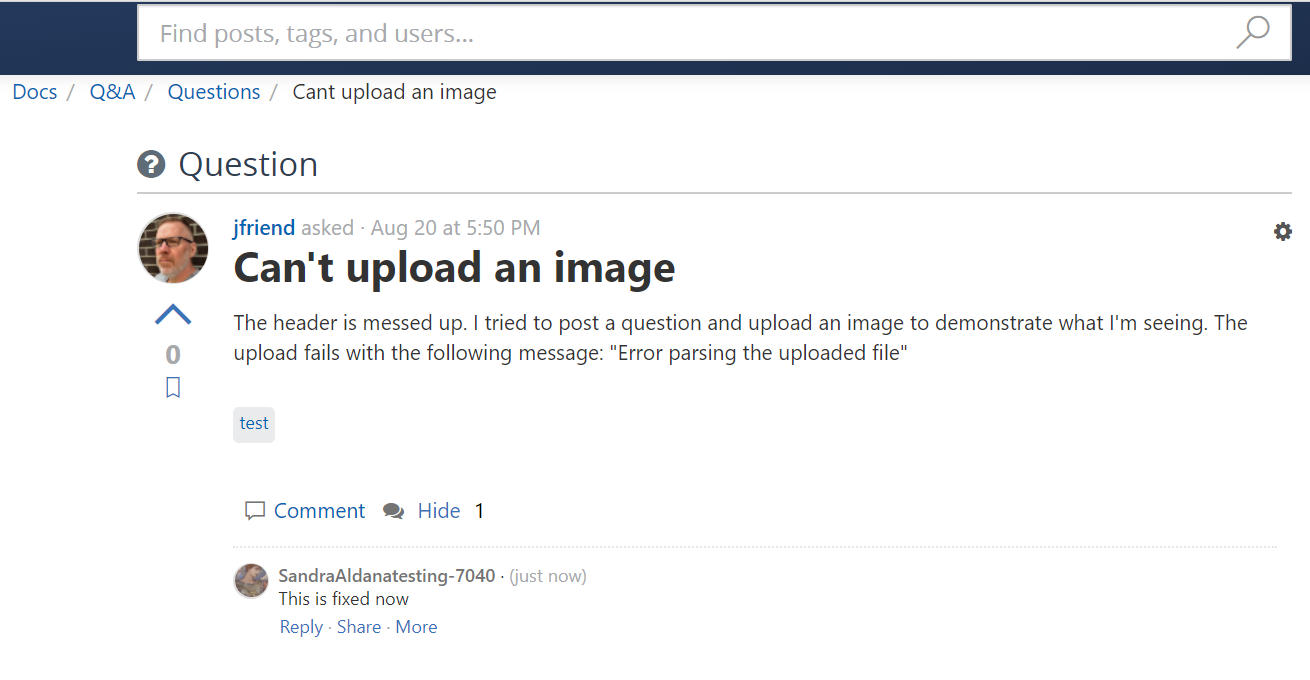 Find posts, tags, and users...
Docs / Q&A / Questions / Cant upload an image
? Question
jfriend asked · Aug 20 at 5:50 PM
Can't upload an image
The header is messed up. I tried to post a question and upload an image to demonstrate what I'm seeing. The
upload fails with the following message: "Error parsing the uploaded file"
0
test
Comment Hide 1
SandraAldanatesting-7040 · (just now)
This is fixed now
Reply · Share · More